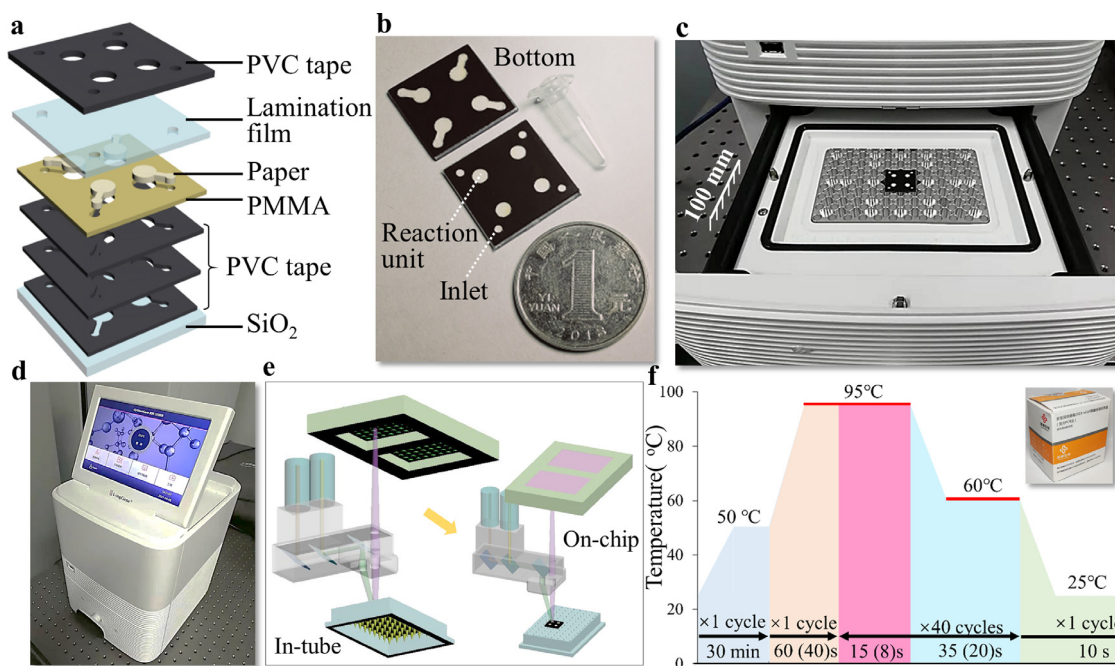 a
PVC tape
Lamination
film
Paper
PMMA
PVC tape
SiO₂
b
Bottom
Reaction
unit
Inlet
1
YI
YUAN
元
c
100 mm
d
e
In-tube
On-chip
f
Temperature( °C)
100
80
60
40
20
0
50 ℃
95℃
60℃
25℃
×1 cycle
30 min
×1 cycle
60 (40)s
15 (8)s
×40 cycles
35 (20)s
×1 cycle
10 s